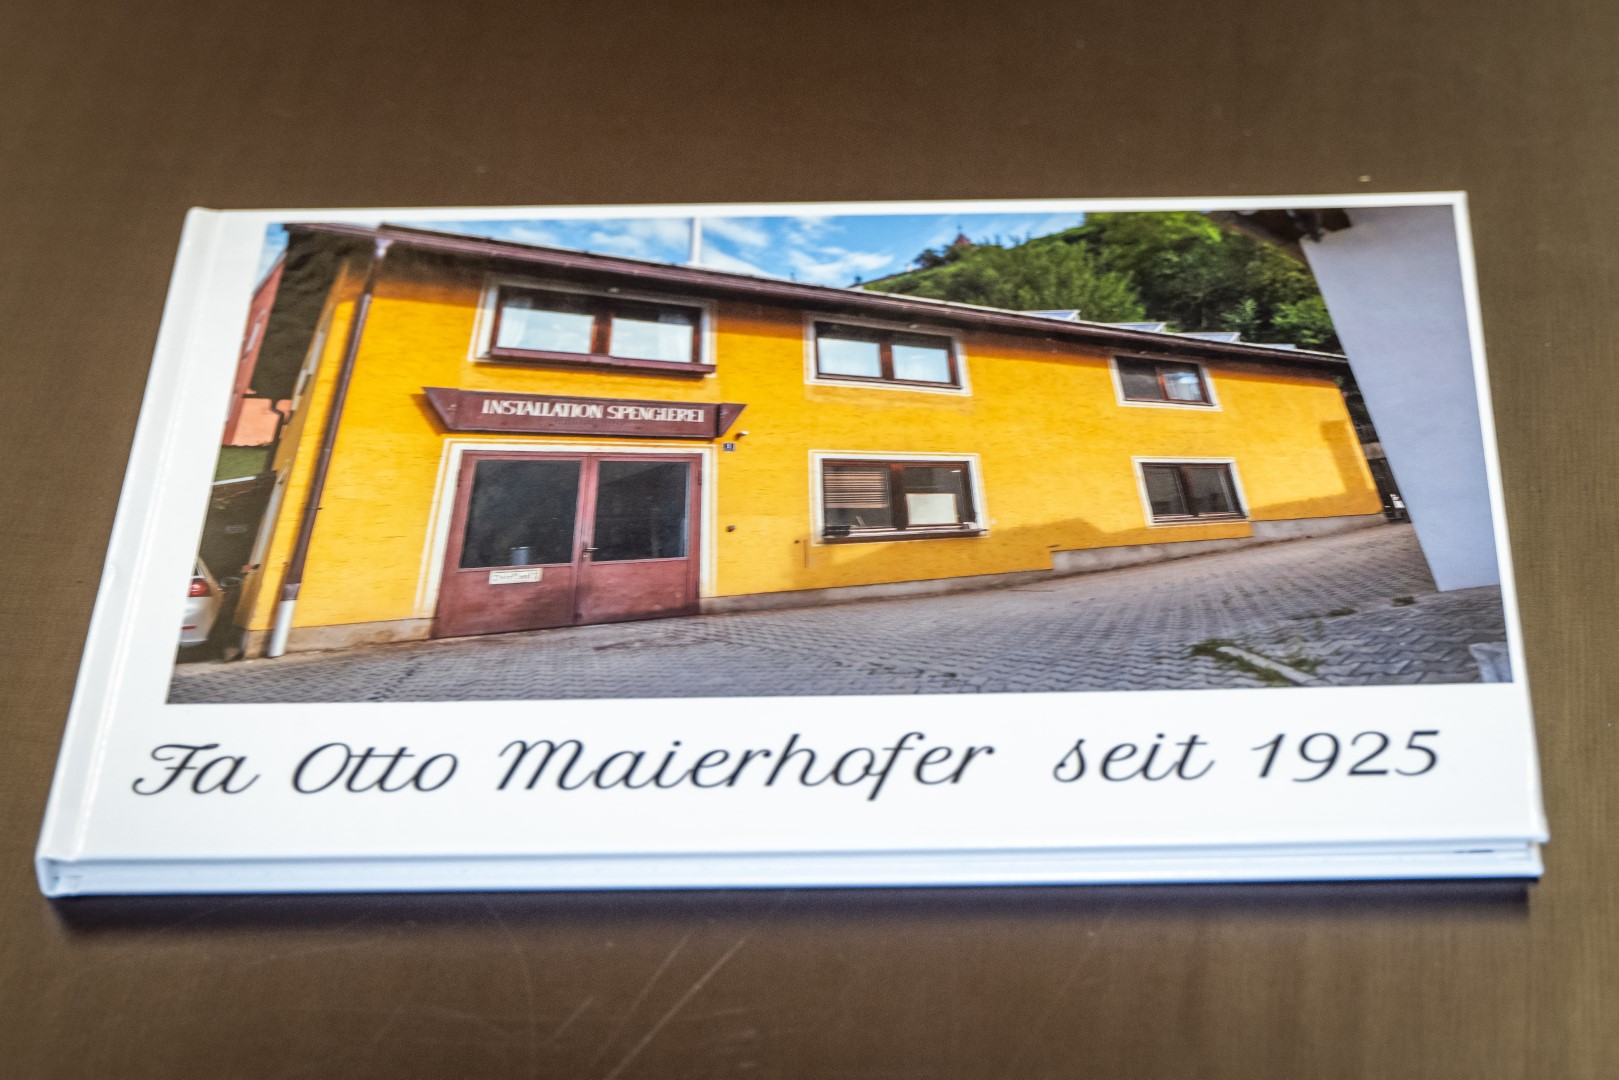 INSTALLATION SPENGLEREI
Fa Otto Maierhofer seit 1925